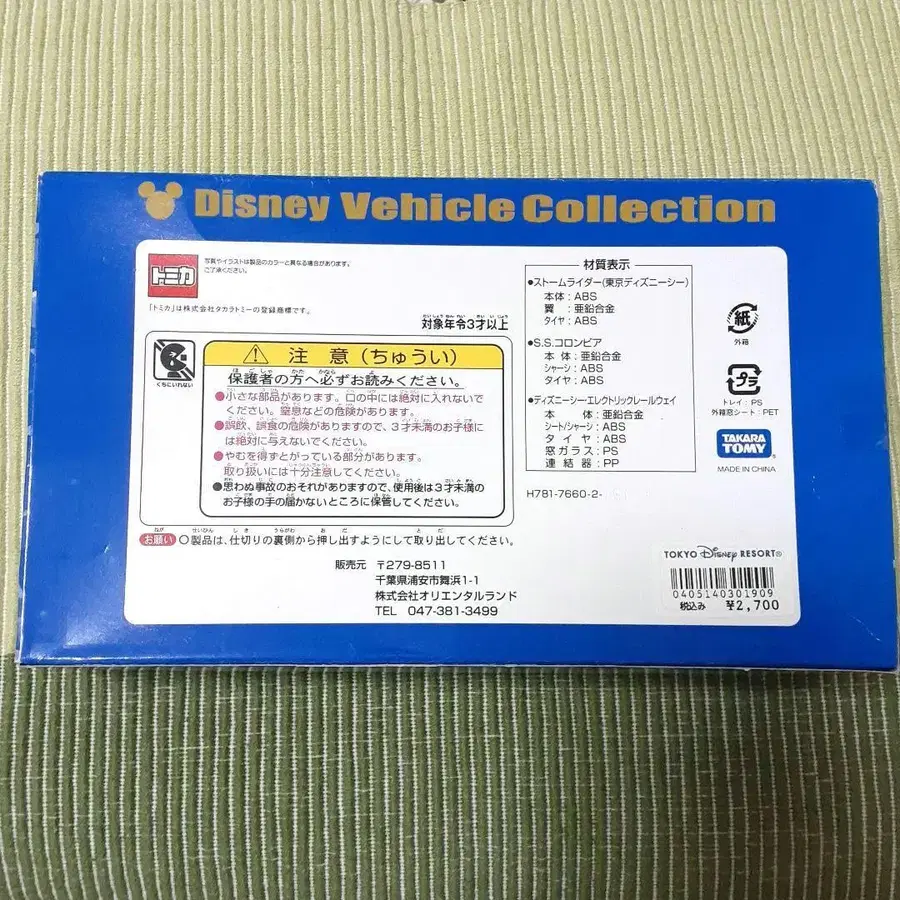 Disney Vehicle Collection
トミカ
写真やイラストは製品のカラーと異なる場合があります。
ご了承ください。
「トミカ」は株式会社タカラトミーの登録商標です。
対象年令3才以上
くちにいれない
注 意(ちゅうい)
保護者の方へ必ずお読みください。
●小さな部品があります。口の中には絶対に入れないで
ください。窒息などの危険があります。
●誤飲、誤食の危険がありますので、3才未満のお子様に
は絶対に与えないでください。
●やむを得ずとがっている部分があります。
取り扱いには十分注意してください。
●思わぬ事故のおそれがありますので、使用後は3才未満の
お子様の手の届かないところに保管してください。
お願い ○製品は、仕切りの裏側から押し出すようにして取り出してください。
販売元 〒279-8511
千葉県浦安市舞浜1-1
株式会社オリエンタルランド
TEL 047-381-3499
材質表示
●ストームライダー(東京ディズニーシー)
本体:ABS
翼:亜鉛合金
タイヤ:ABS
●S.S.コロンビア
本体:亜鉛合金
シャーシ:ABS
タイヤ:ABS
●ディズニーシー・エレクトリックレールウェイ
本体:亜鉛合金
シート/シャーシ:ABS
タイヤ:ABS
窓ガラス:PS
連結器:PP
H781-7660-2-
紙
外箱
プラ
トレイ:PS
外箱窓シート:PET
TAKARA TOMY
MADE IN CHINA
TOKYO Disney RESORT®
0405140301909
税込み ¥2,700